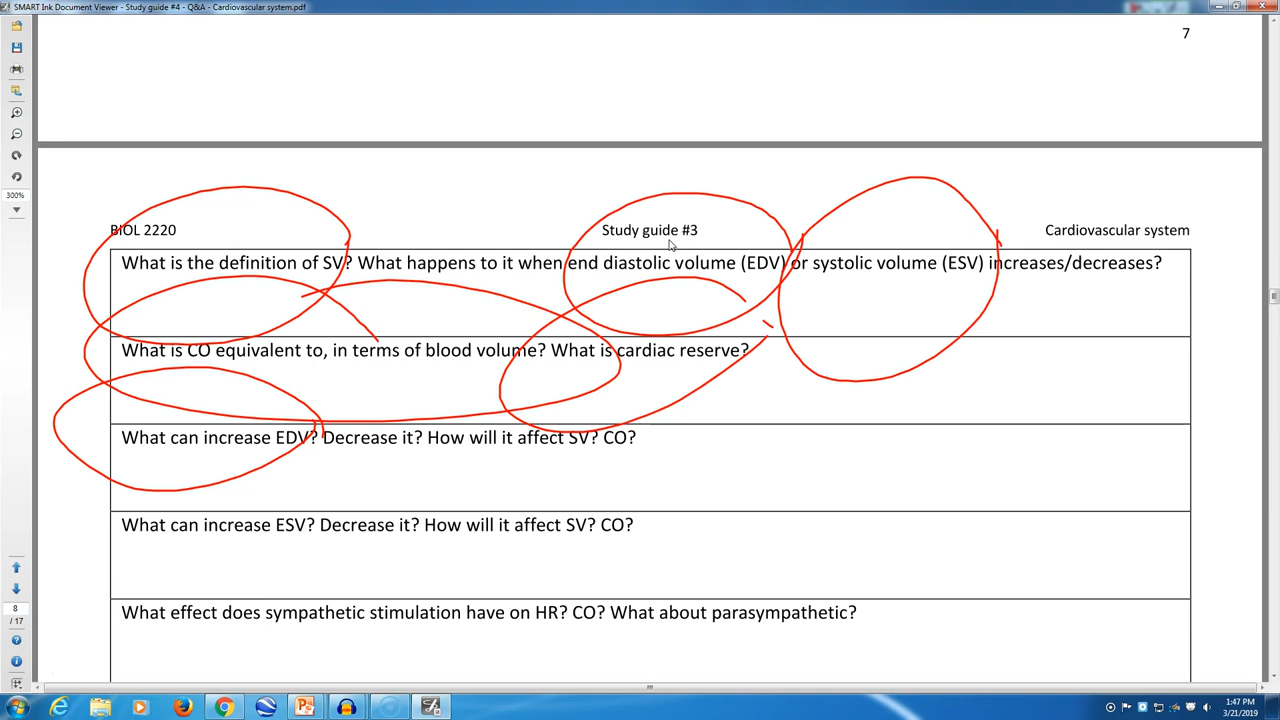 SMART Ink Document Viewer - Study guide #4 - Q&A - Cardiovascular system.pdf
7
300%
BIOL 2220 Study guide #3 Cardiovascular system
What is the definition of SV? What happens to it when end diastolic volume (EDV) or systolic volume (ESV) increases/decreases?
What is CO equivalent to, in terms of blood volume? What is cardiac reserve?
What can increase EDV? Decrease it? How will it affect SV? CO?
What can increase ESV? Decrease it? How will it affect SV? CO?
What effect does sympathetic stimulation have on HR? CO? What about parasympathetic?
8
/ 17
1:47 PM
3/21/2019